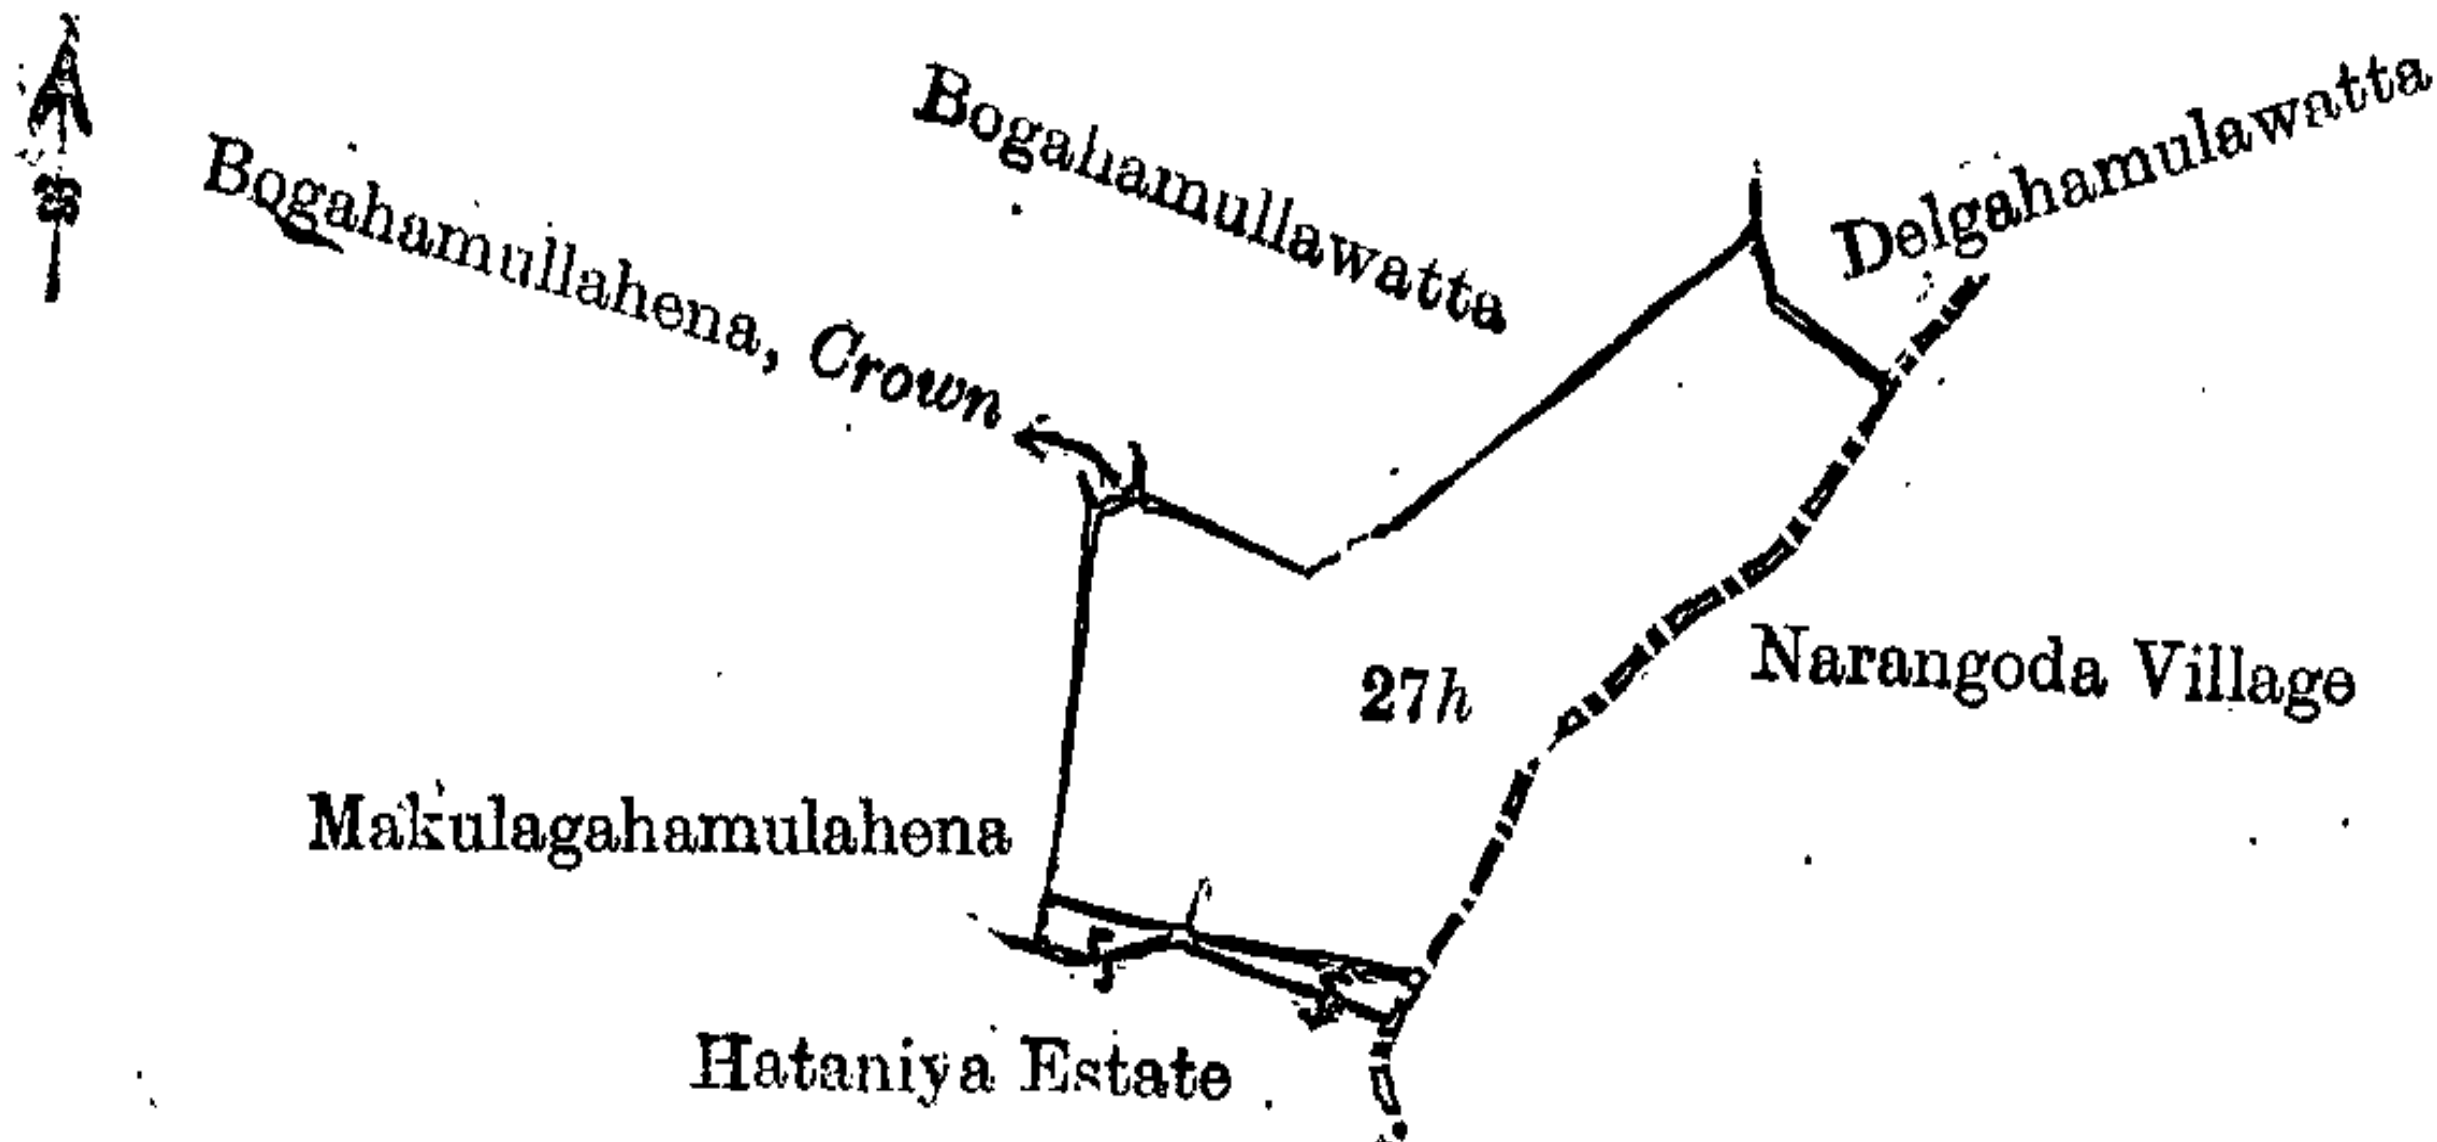 Bogahamullawatta
Delgahamulawatta
Bogahamullahena, Crown
27h
Narangoda Village
Makulagahamulahena
Hataniya Estate